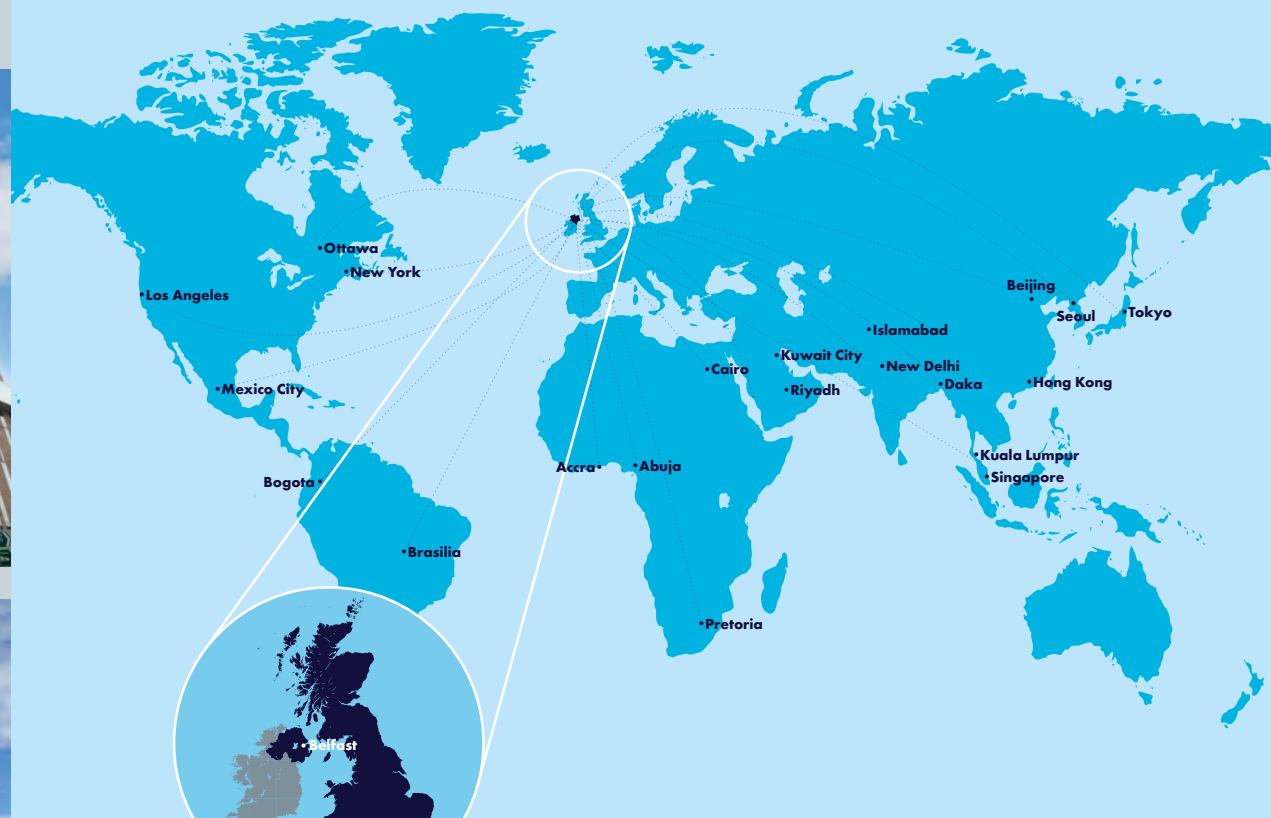 Ottawa
New York
Los Angeles
Beijing
Seoul
Tokyo
Islamabad
Kuwait City
New Delhi
Cairo
Daka
Hong Kong
Riyadh
Mexico City
Kuala Lumpur
Accra
Abuja
Singapore
Bogota
Brasilia
Pretoria
Belfast